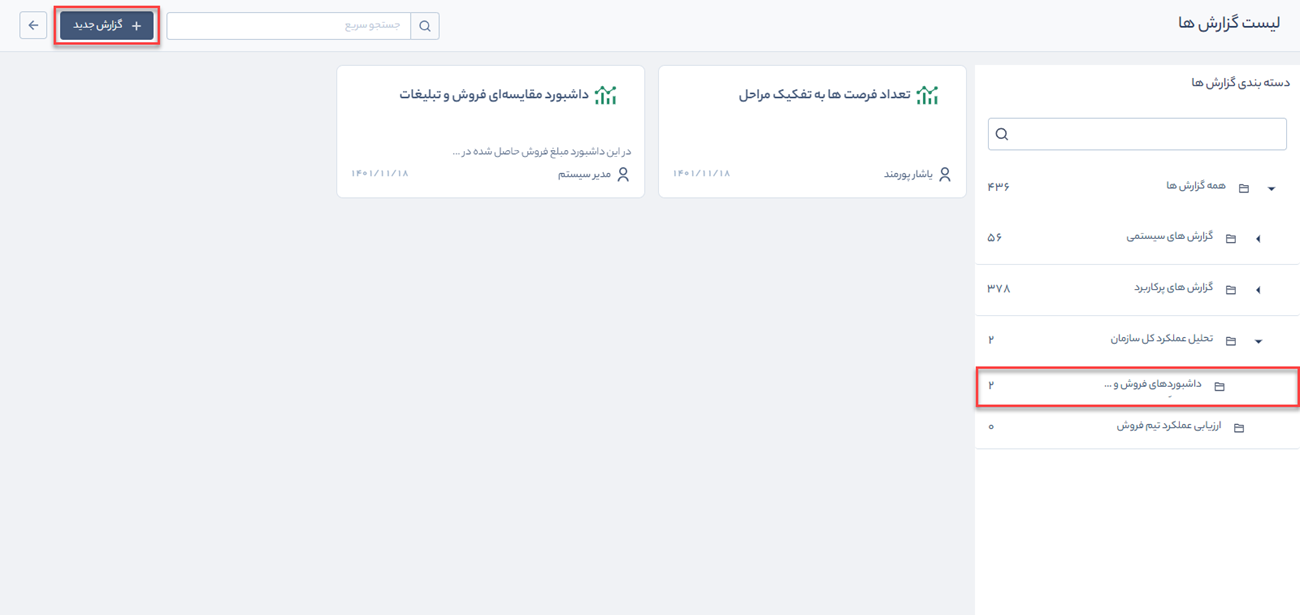 لیست گزارش ها
جستجو سریع
+ گزارش جدید
دسته بندی گزارش ها
همه گزارش ها ۴۳۶
گزارش های سیستمی ۵۶
گزارش های پرکاربرد ۳۷۸
تحلیل عملکرد کل سازمان ۲
داشبوردهای فروش و ... ۲
ارزیابی عملکرد تیم فروش ۰
تعداد فرصت ها به تفکیک مراحل
یاشار پورمند ۱۴۰۱/۱۱/۱۸
داشبورد مقایسه‌ای فروش و تبلیغات
در این داشبورد مبلغ فروش حاصل شده در ...
مدیر سیستم ۱۴۰۱/۱۱/۱۸